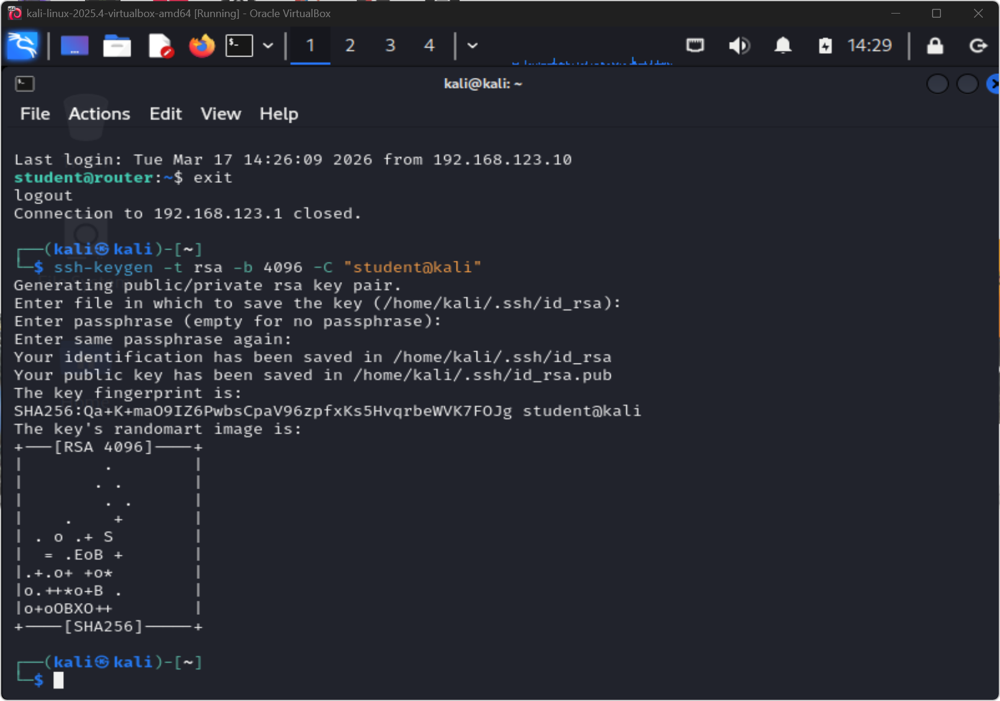 kali-linux-2025.4-virtualbox-amd64 [Running] - Oracle VirtualBox
1 2 3 4 14:29
kali@kali: ~
File Actions Edit View Help
Last login: Tue Mar 17 14:26:09 2026 from 192.168.123.10
student@router:~$ exit
logout
Connection to 192.168.123.1 closed.
┌──(kali㉿kali)-[~]
└─$ ssh-keygen -t rsa -b 4096 -C "student@kali"
Generating public/private rsa key pair.
Enter file in which to save the key (/home/kali/.ssh/id_rsa):
Enter passphrase (empty for no passphrase):
Enter same passphrase again:
Your identification has been saved in /home/kali/.ssh/id_rsa
Your public key has been saved in /home/kali/.ssh/id_rsa.pub
The key fingerprint is:
SHA256:Qa+K+maO9IZ6PwbsCpaV96zpfxKs5HvqrbeWVK7FOJg student@kali
The key's randomart image is:
+---[RSA 4096]----+
|        .        |
|       . .       |
|        . .      |
|    .    +       |
| . o .+ S        |
|  = .EoB +       |
|.+.o+ +o*        |
|o.++*o+B .       |
|o+oOBXO++        |
+----[SHA256]-----+
┌──(kali㉿kali)-[~]
└─$